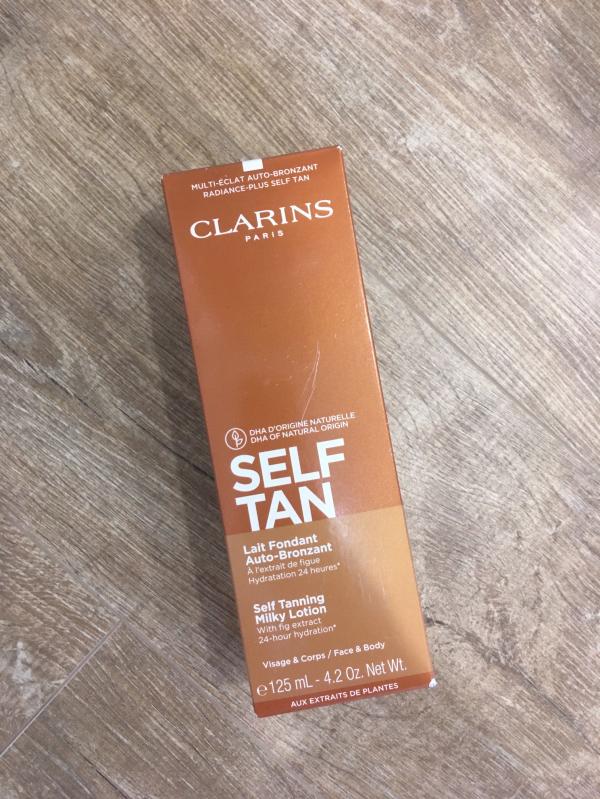 MULTI-ÉCLAT AUTO-BRONZANT
RADIANCE-PLUS SELF TAN
CLARINS
PARIS
DHA D'ORIGINE NATURELLE
DHA OF NATURAL ORIGIN
SELF
TAN
Lait Fondant
Auto-Bronzant
À l'extrait de figue
Hydratation 24 heures*
Self Tanning
Milky Lotion
With fig extract
24-hour hydration*
Visage & Corps / Face & Body
℮ 125 mL - 4.2 Oz. Net Wt.
AUX EXTRAITS DE PLANTES